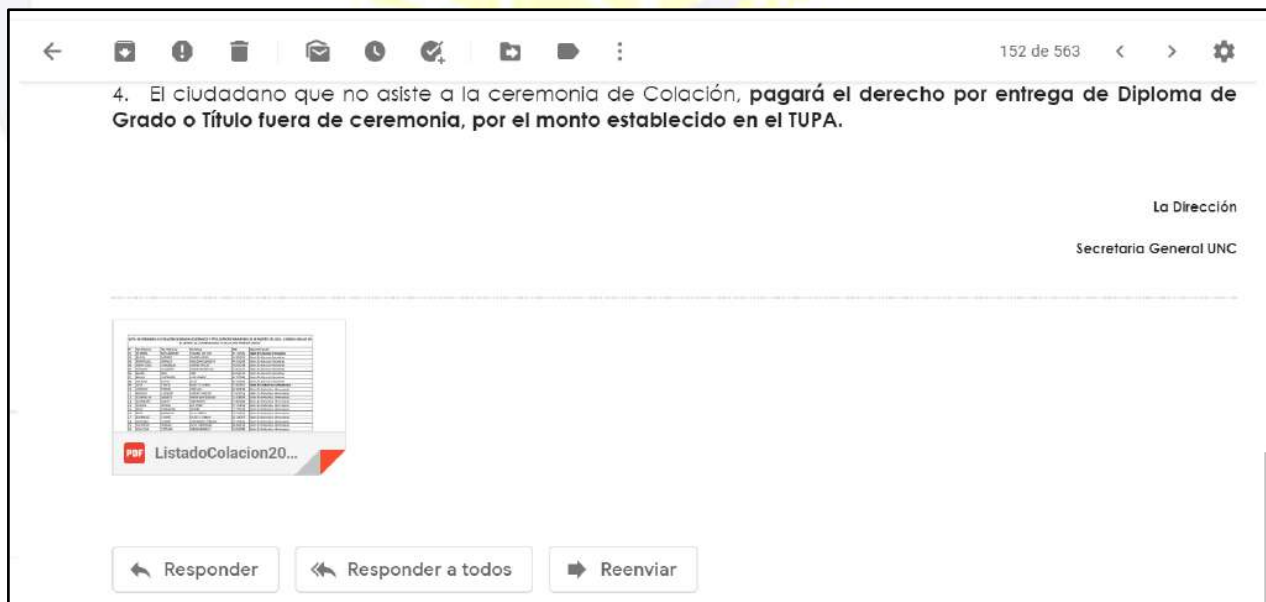 152 de 563
4. El ciudadano que no asiste a la ceremonia de Colación, pagará el derecho por entrega de Diploma de
Grado o Título fuera de ceremonia, por el monto establecido en el TUPA.
La Dirección
Secretaria General UNC
PDF ListadoColacion20...
Responder
Responder a todos
Reenviar